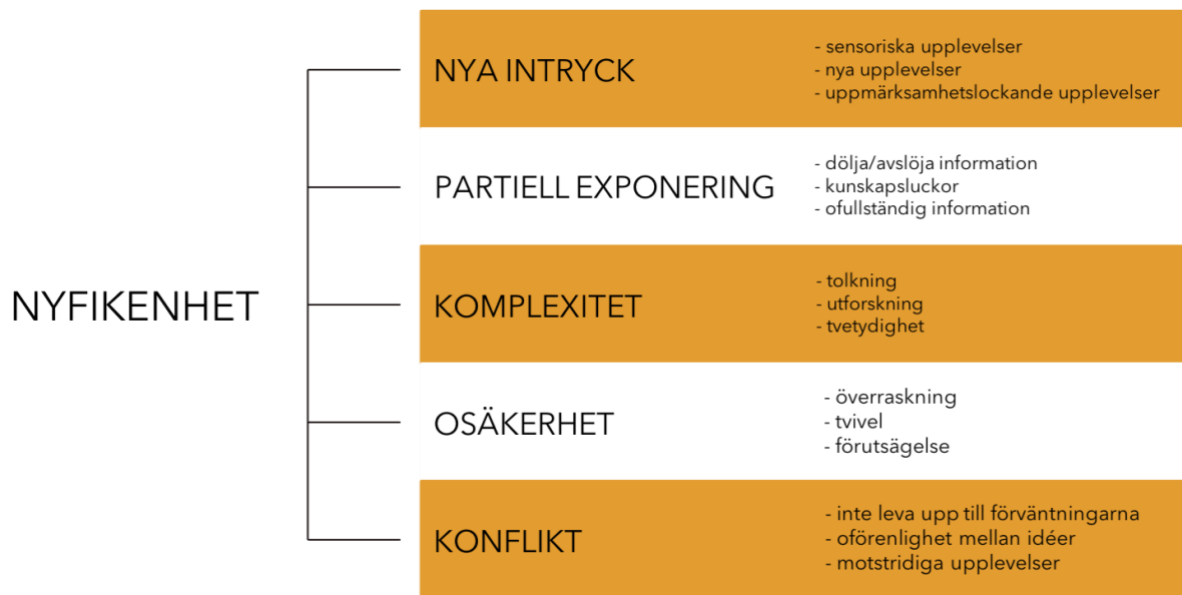 NYFIKENHET
NYA INTRYCK
- sensoriska upplevelser
- nya upplevelser
- uppmärksamhetslockande upplevelser
PARTIELL EXPONERING
- dölja/avslöja information
- kunskapsluckor
- ofullständig information
KOMPLEXITET
- tolkning
- utforskning
- tvetydighet
OSÄKERHET
- överraskning
- tvivel
- förutsägelse
KONFLIKT
- inte leva upp till förväntningarna
- oförenlighet mellan idéer
- motstridiga upplevelser